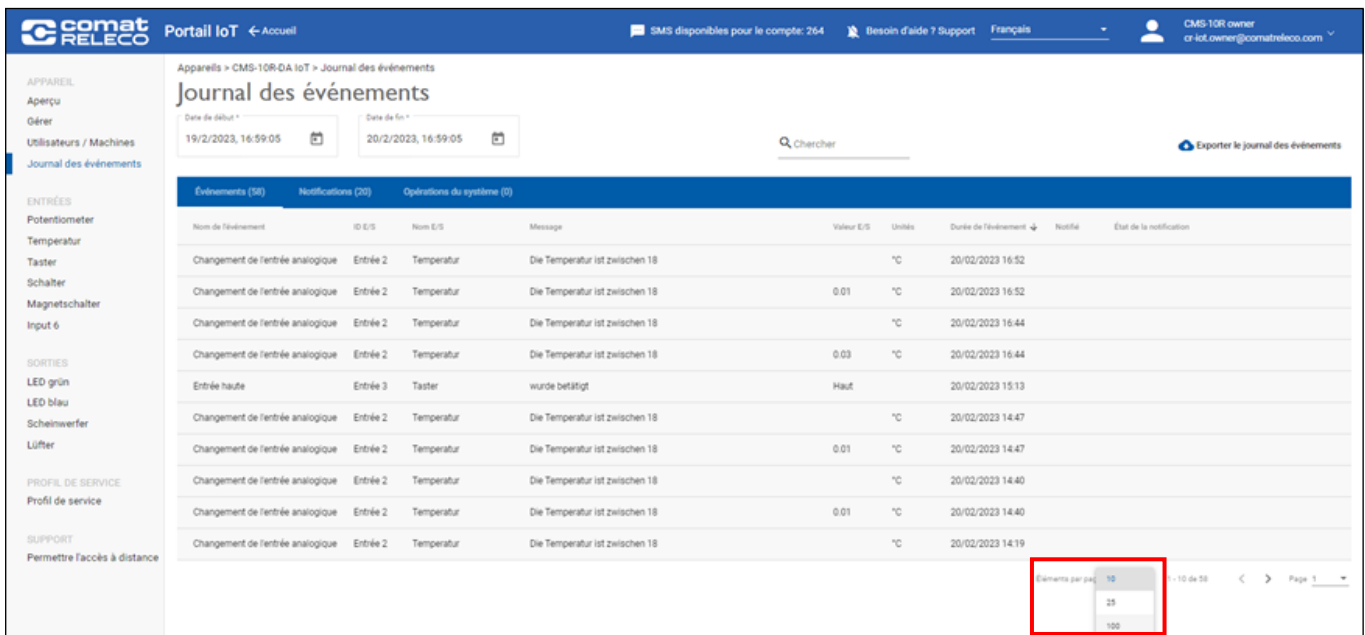 comat RELECO
Portail IoT ← Accueil
SMS disponibles pour le compte: 264
Besoin d'aide ? Support
Français
CMS-10R owner
cr-iot.owner@comatreleco.com
APPAREIL
Aperçu
Gérer
Utilisateurs / Machines
Journal des événements
ENTRÉES
Potentiometer
Temperatur
Taster
Schalter
Magnetschalter
Input 6
SORTIES
LED grün
LED blau
Scheinwerfer
Lüfter
PROFIL DE SERVICE
Profil de service
SUPPORT
Permettre l'accès à distance
Appareils > CMS-10R-DA IoT > Journal des événements
Journal des événements
Date de début *
19/2/2023, 16:59:05
Date de fin *
20/2/2023, 16:59:05
Chercher
Exporter le journal des événements
Événements (58) Notifications (20) Opérations du système (0)
Nom de l'événement ID E/S Nom E/S Message Valeur E/S Unités Durée de l'événement ↓ Notifié État de la notification
Changement de l'entrée analogique Entrée 2 Temperatur Die Temperatur ist zwischen 18 °C 20/02/2023 16:52
Changement de l'entrée analogique Entrée 2 Temperatur Die Temperatur ist zwischen 18 0.01 °C 20/02/2023 16:52
Changement de l'entrée analogique Entrée 2 Temperatur Die Temperatur ist zwischen 18 °C 20/02/2023 16:44
Changement de l'entrée analogique Entrée 2 Temperatur Die Temperatur ist zwischen 18 0.03 °C 20/02/2023 16:44
Entrée haute Entrée 3 Taster wurde betätigt Haut 20/02/2023 15:13
Changement de l'entrée analogique Entrée 2 Temperatur Die Temperatur ist zwischen 18 °C 20/02/2023 14:47
Changement de l'entrée analogique Entrée 2 Temperatur Die Temperatur ist zwischen 18 0.01 °C 20/02/2023 14:47
Changement de l'entrée analogique Entrée 2 Temperatur Die Temperatur ist zwischen 18 °C 20/02/2023 14:40
Changement de l'entrée analogique Entrée 2 Temperatur Die Temperatur ist zwischen 18 0.01 °C 20/02/2023 14:40
Changement de l'entrée analogique Entrée 2 Temperatur Die Temperatur ist zwischen 18 °C 20/02/2023 14:19
Éléments par pag 10 - 10 de 58 < > Page 1
25
100